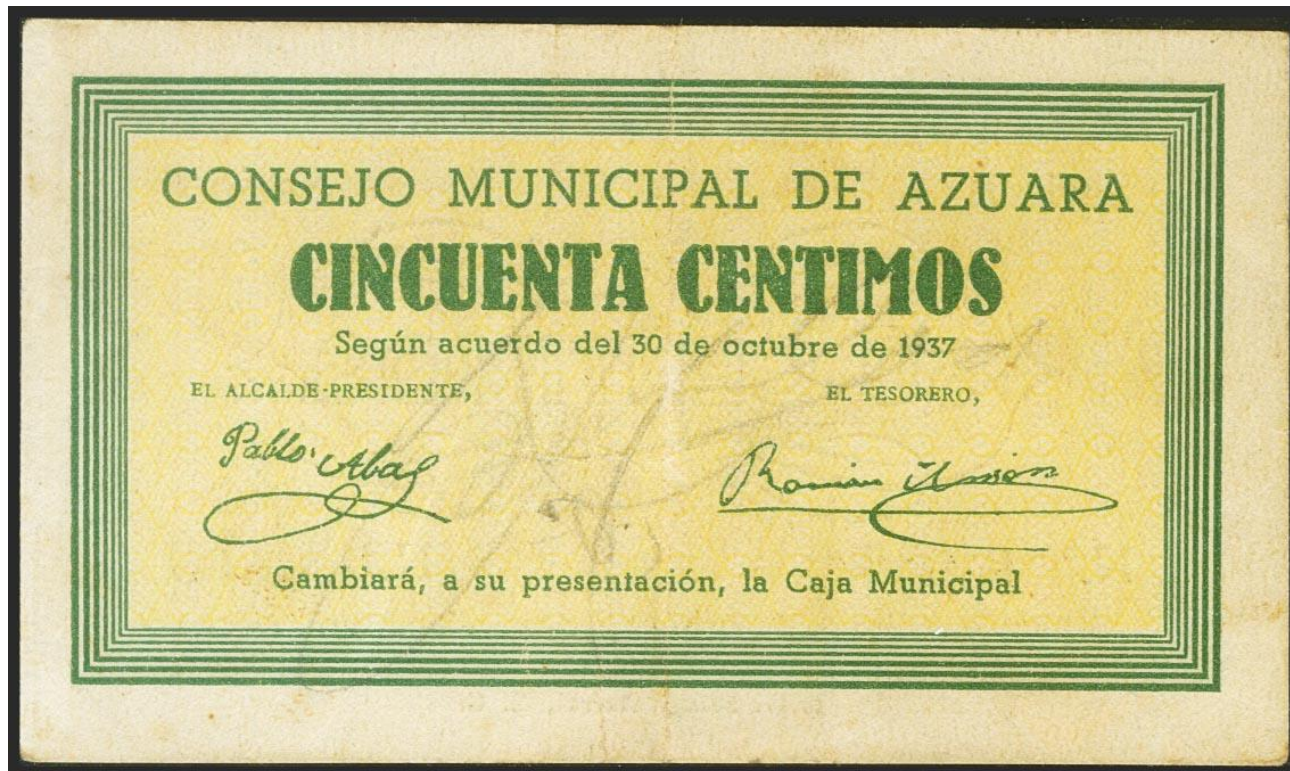 CONSEJO MUNICIPAL DE AZUARA
CINCUENTA CENTIMOS
Según acuerdo del 30 de octubre de 1937
EL ALCALDE-PRESIDENTE, EL TESORERO,
Pablo Román
Cambiará, a su presentación, la Caja Municipal